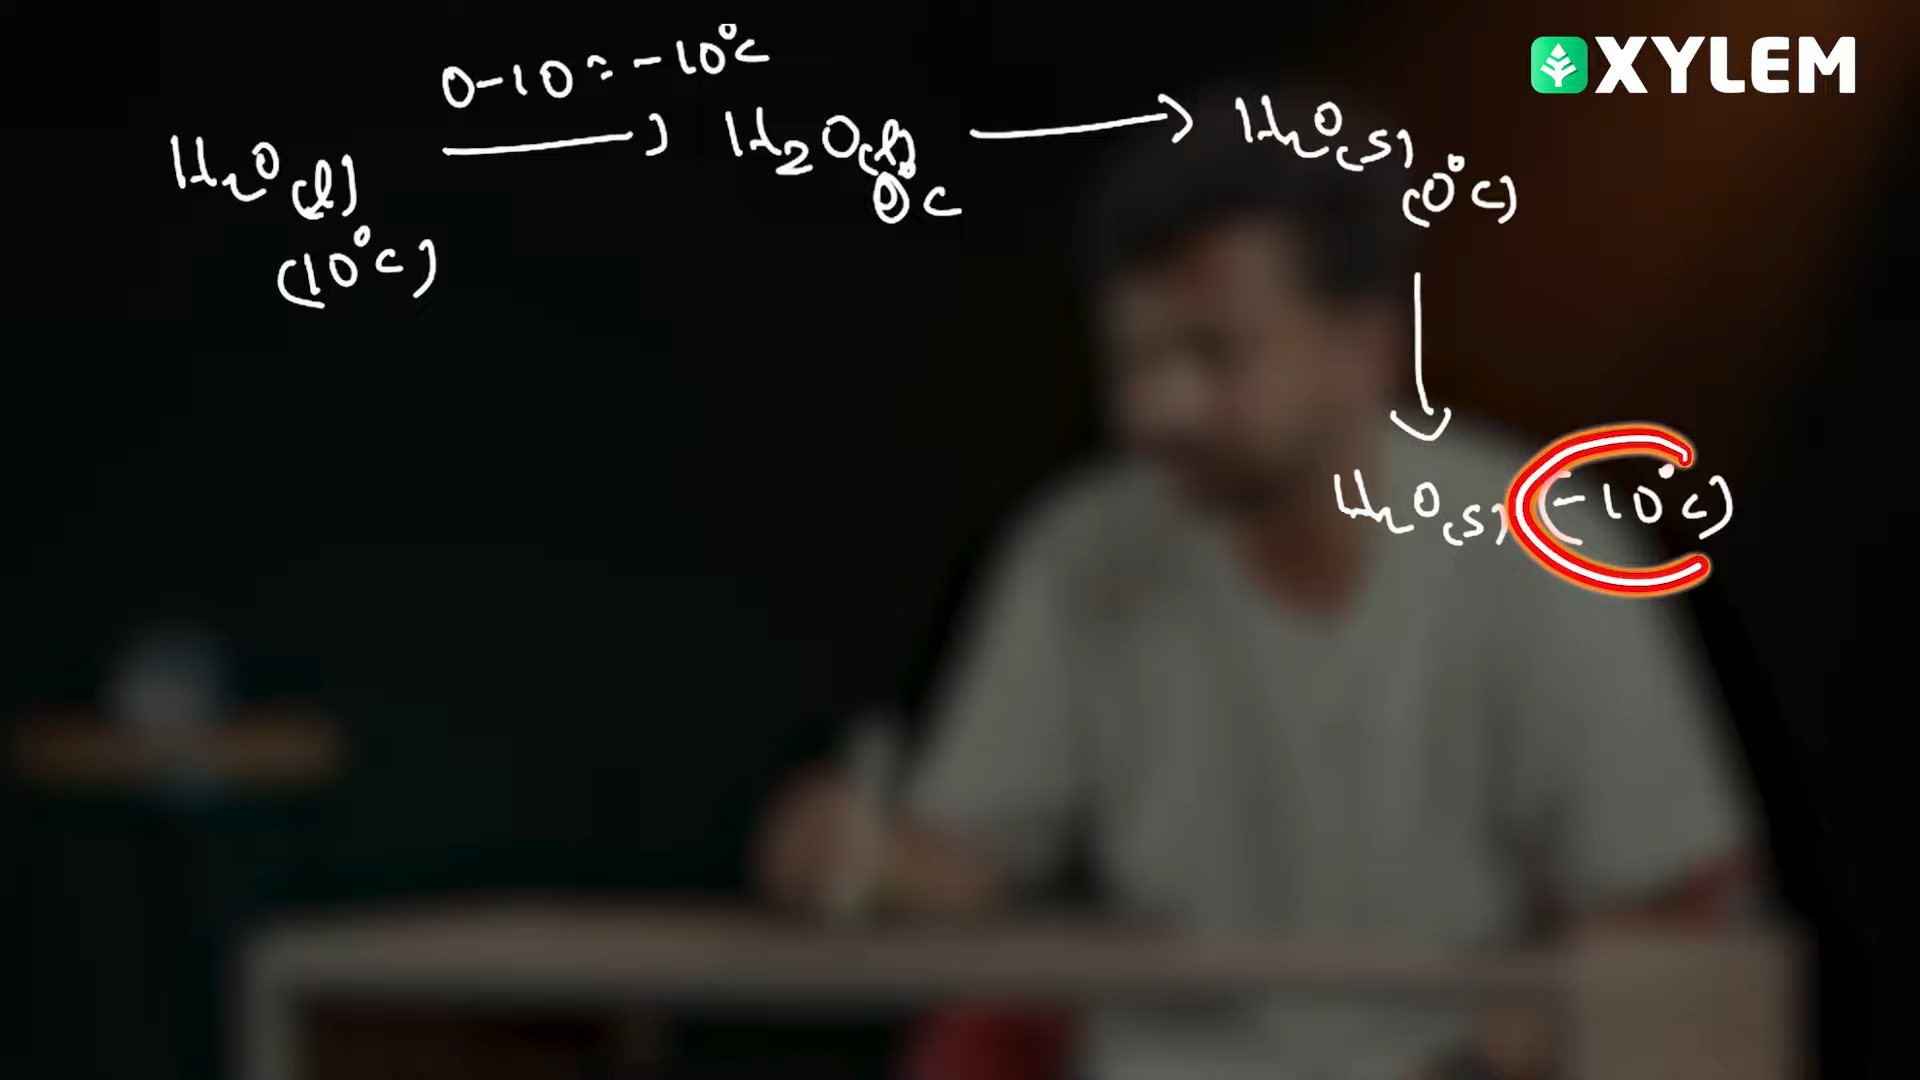 XYLEM
0-10 = -10°C
H₂O(l) → H₂O(l) → H₂O(s)
(10°C) 0°C (0°C)
↓
H₂O(s) (-10°C)